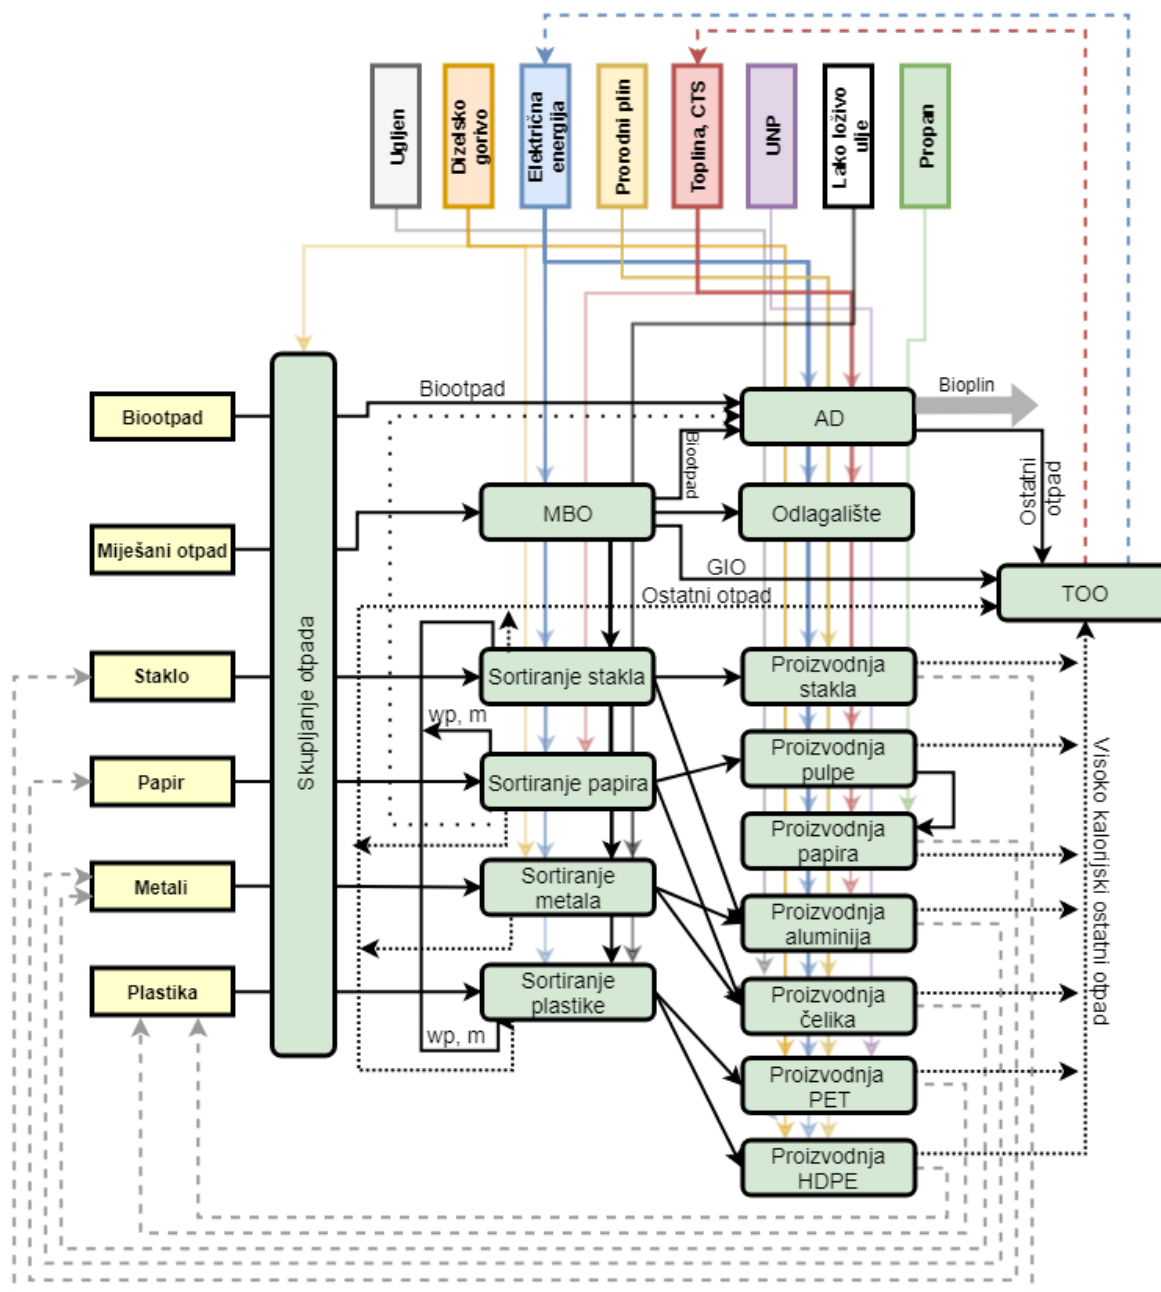 Ugljen
Dizelsko
gorivo
Električna
energija
Prorodni plin
Toplina, CTS
UNP
Lako loživo
ulje
Propan
Biootpad
Biootpad
AD
Bioplin
Biootpad
Ostatni
otpad
Miješani otpad
MBO
Odlagalište
GIO
Ostatni otpad
TOO
Skupljanje otpada
Staklo
Sortiranje stakla
Proizvodnja
stakla
wp, m
Papir
Sortiranje papira
Proizvodnja
pulpe
Proizvodnja
papira
Visoko kalorijski ostatni otpad
Metali
Sortiranje
metala
Proizvodnja
aluminija
Plastika
Sortiranje
plastike
Proizvodnja
čelika
wp, m
Proizvodnja
PET
Proizvodnja
HDPE